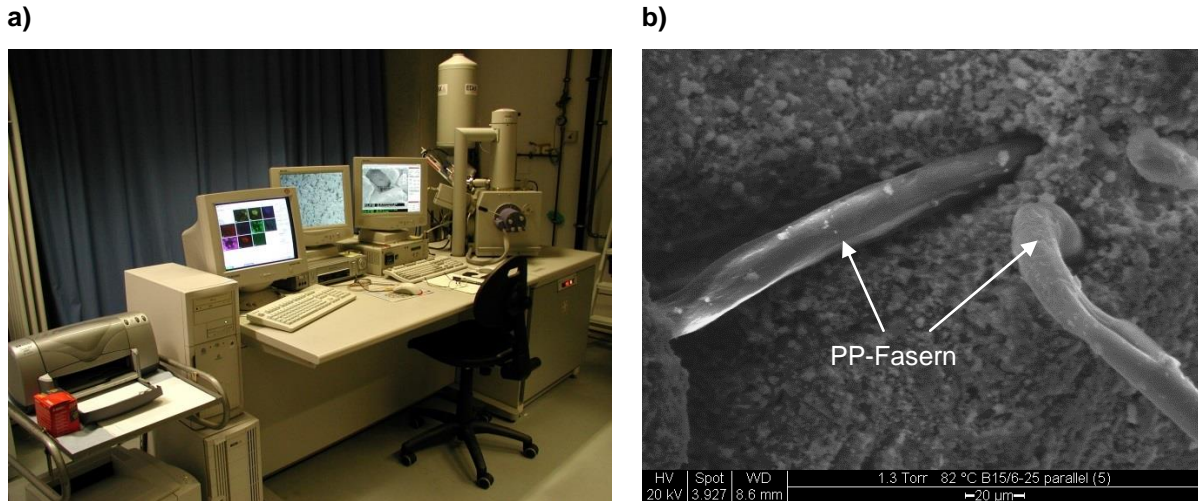 a)
b)
PP-Fasern
HV Spot WD 1.3 Torr 82 °C B15/6-25 parallel (5)
20 kV 3.927 8.6 mm 20 µm